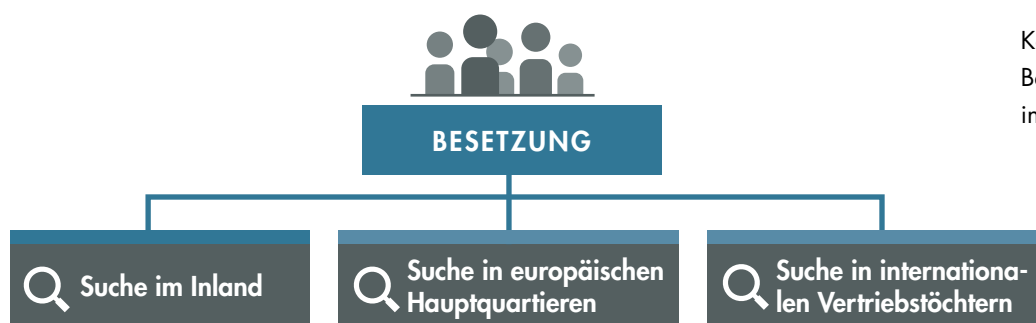 BESETZUNG
Suche im Inland
Suche in europäischen
Hauptquartieren
Suche in internationa-
len Vertriebstöchtern